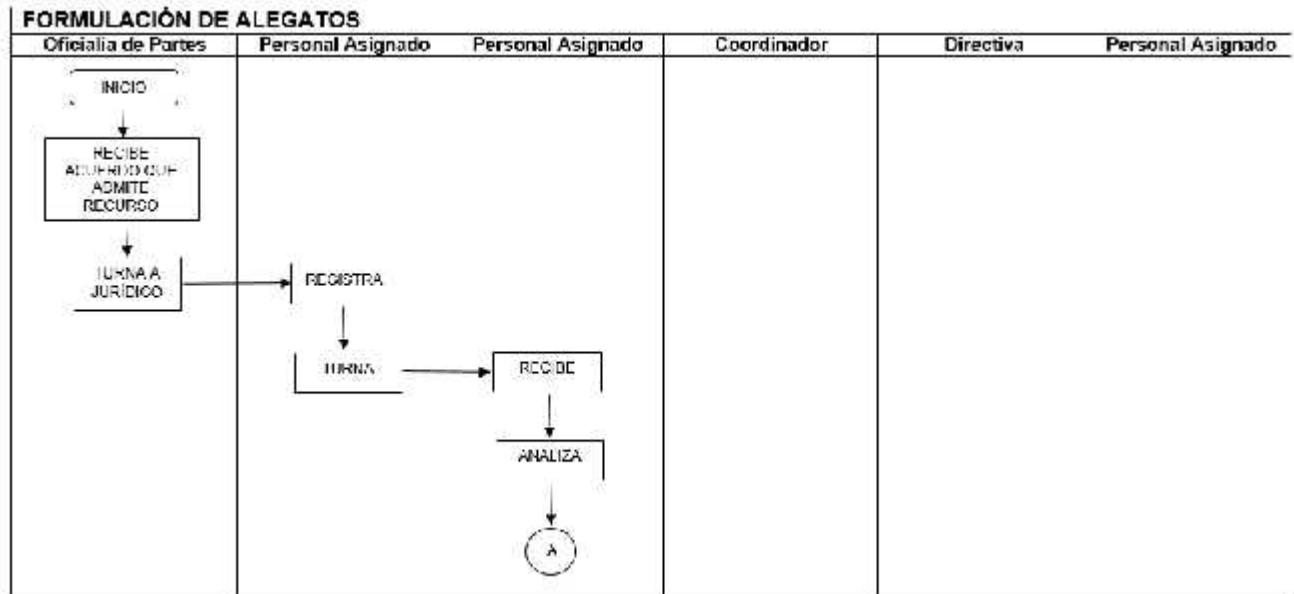 FORMULACIÓN DE ALEGATOS
Oficialia de Partes Personal Asignado Personal Asignado Coordinador Directiva Personal Asignado
INICIO
RECIBE
ACUERDO QUE
ADMITE
RECURSO
TURNA A
JURÍDICO
REGISTRA
TURNA
RECIBE
ANALIZA
A